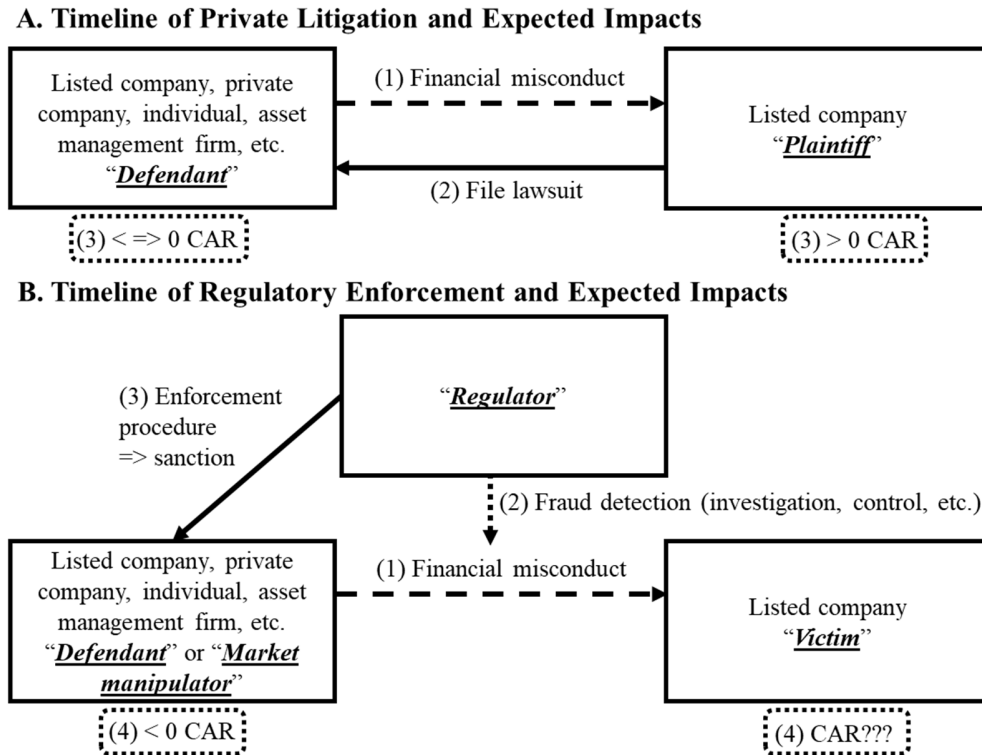 A. Timeline of Private Litigation and Expected Impacts
Listed company, private
company, individual, asset
management firm, etc.
“Defendant”
(1) Financial misconduct
(2) File lawsuit
Listed company
“Plaintiff”
(3) < => 0 CAR
(3) > 0 CAR
B. Timeline of Regulatory Enforcement and Expected Impacts
“Regulator”
(3) Enforcement
procedure
=> sanction
(2) Fraud detection (investigation, control, etc.)
Listed company, private
company, individual, asset
management firm, etc.
“Defendant” or “Market
manipulator”
(1) Financial misconduct
Listed company
“Victim”
(4) < 0 CAR
(4) CAR???